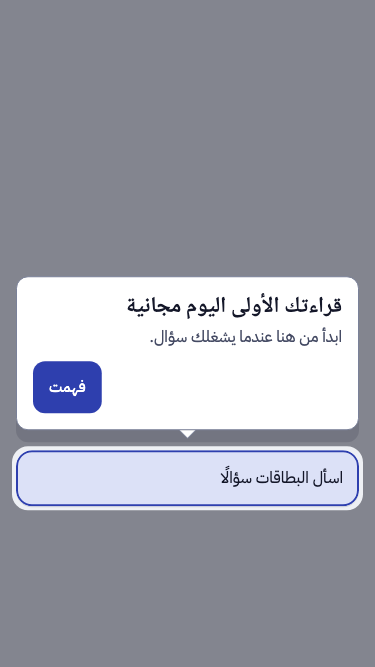 قراءتك الأولى اليوم مجانية
ابدأ من هنا عندما يشغلك سؤال.
فهمت
اسأل البطاقات سؤالًا